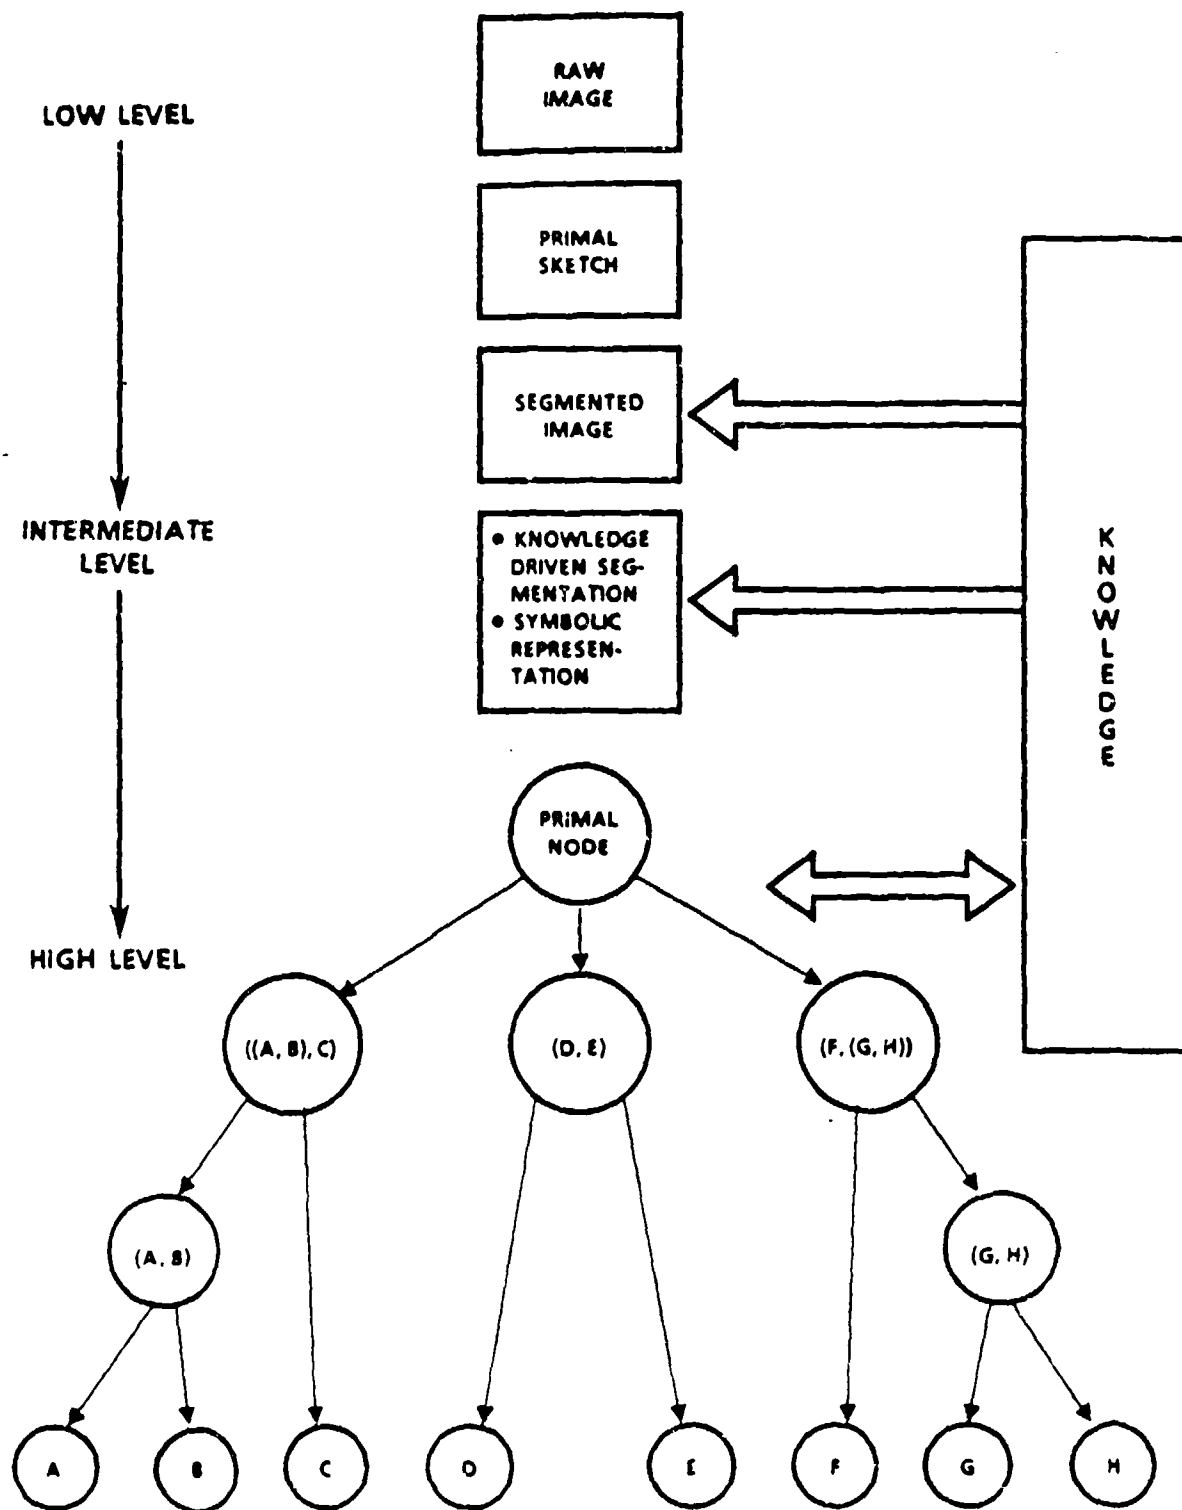 RAW
IMAGE
LOW LEVEL
PRIMAL
SKETCH
SEGMENTED
IMAGE
INTERMEDIATE
LEVEL
• KNOWLEDGE
DRIVEN SEG-
MENTATION
• SYMBOLIC
REPRESEN-
TATION
K
N
O
W
L
E
D
G
E
PRIMAL
NODE
HIGH LEVEL
((A, B), C)
(D, E)
(F, (G, H))
(A, B)
(G, H)
A
B
C
D
E
F
G
H